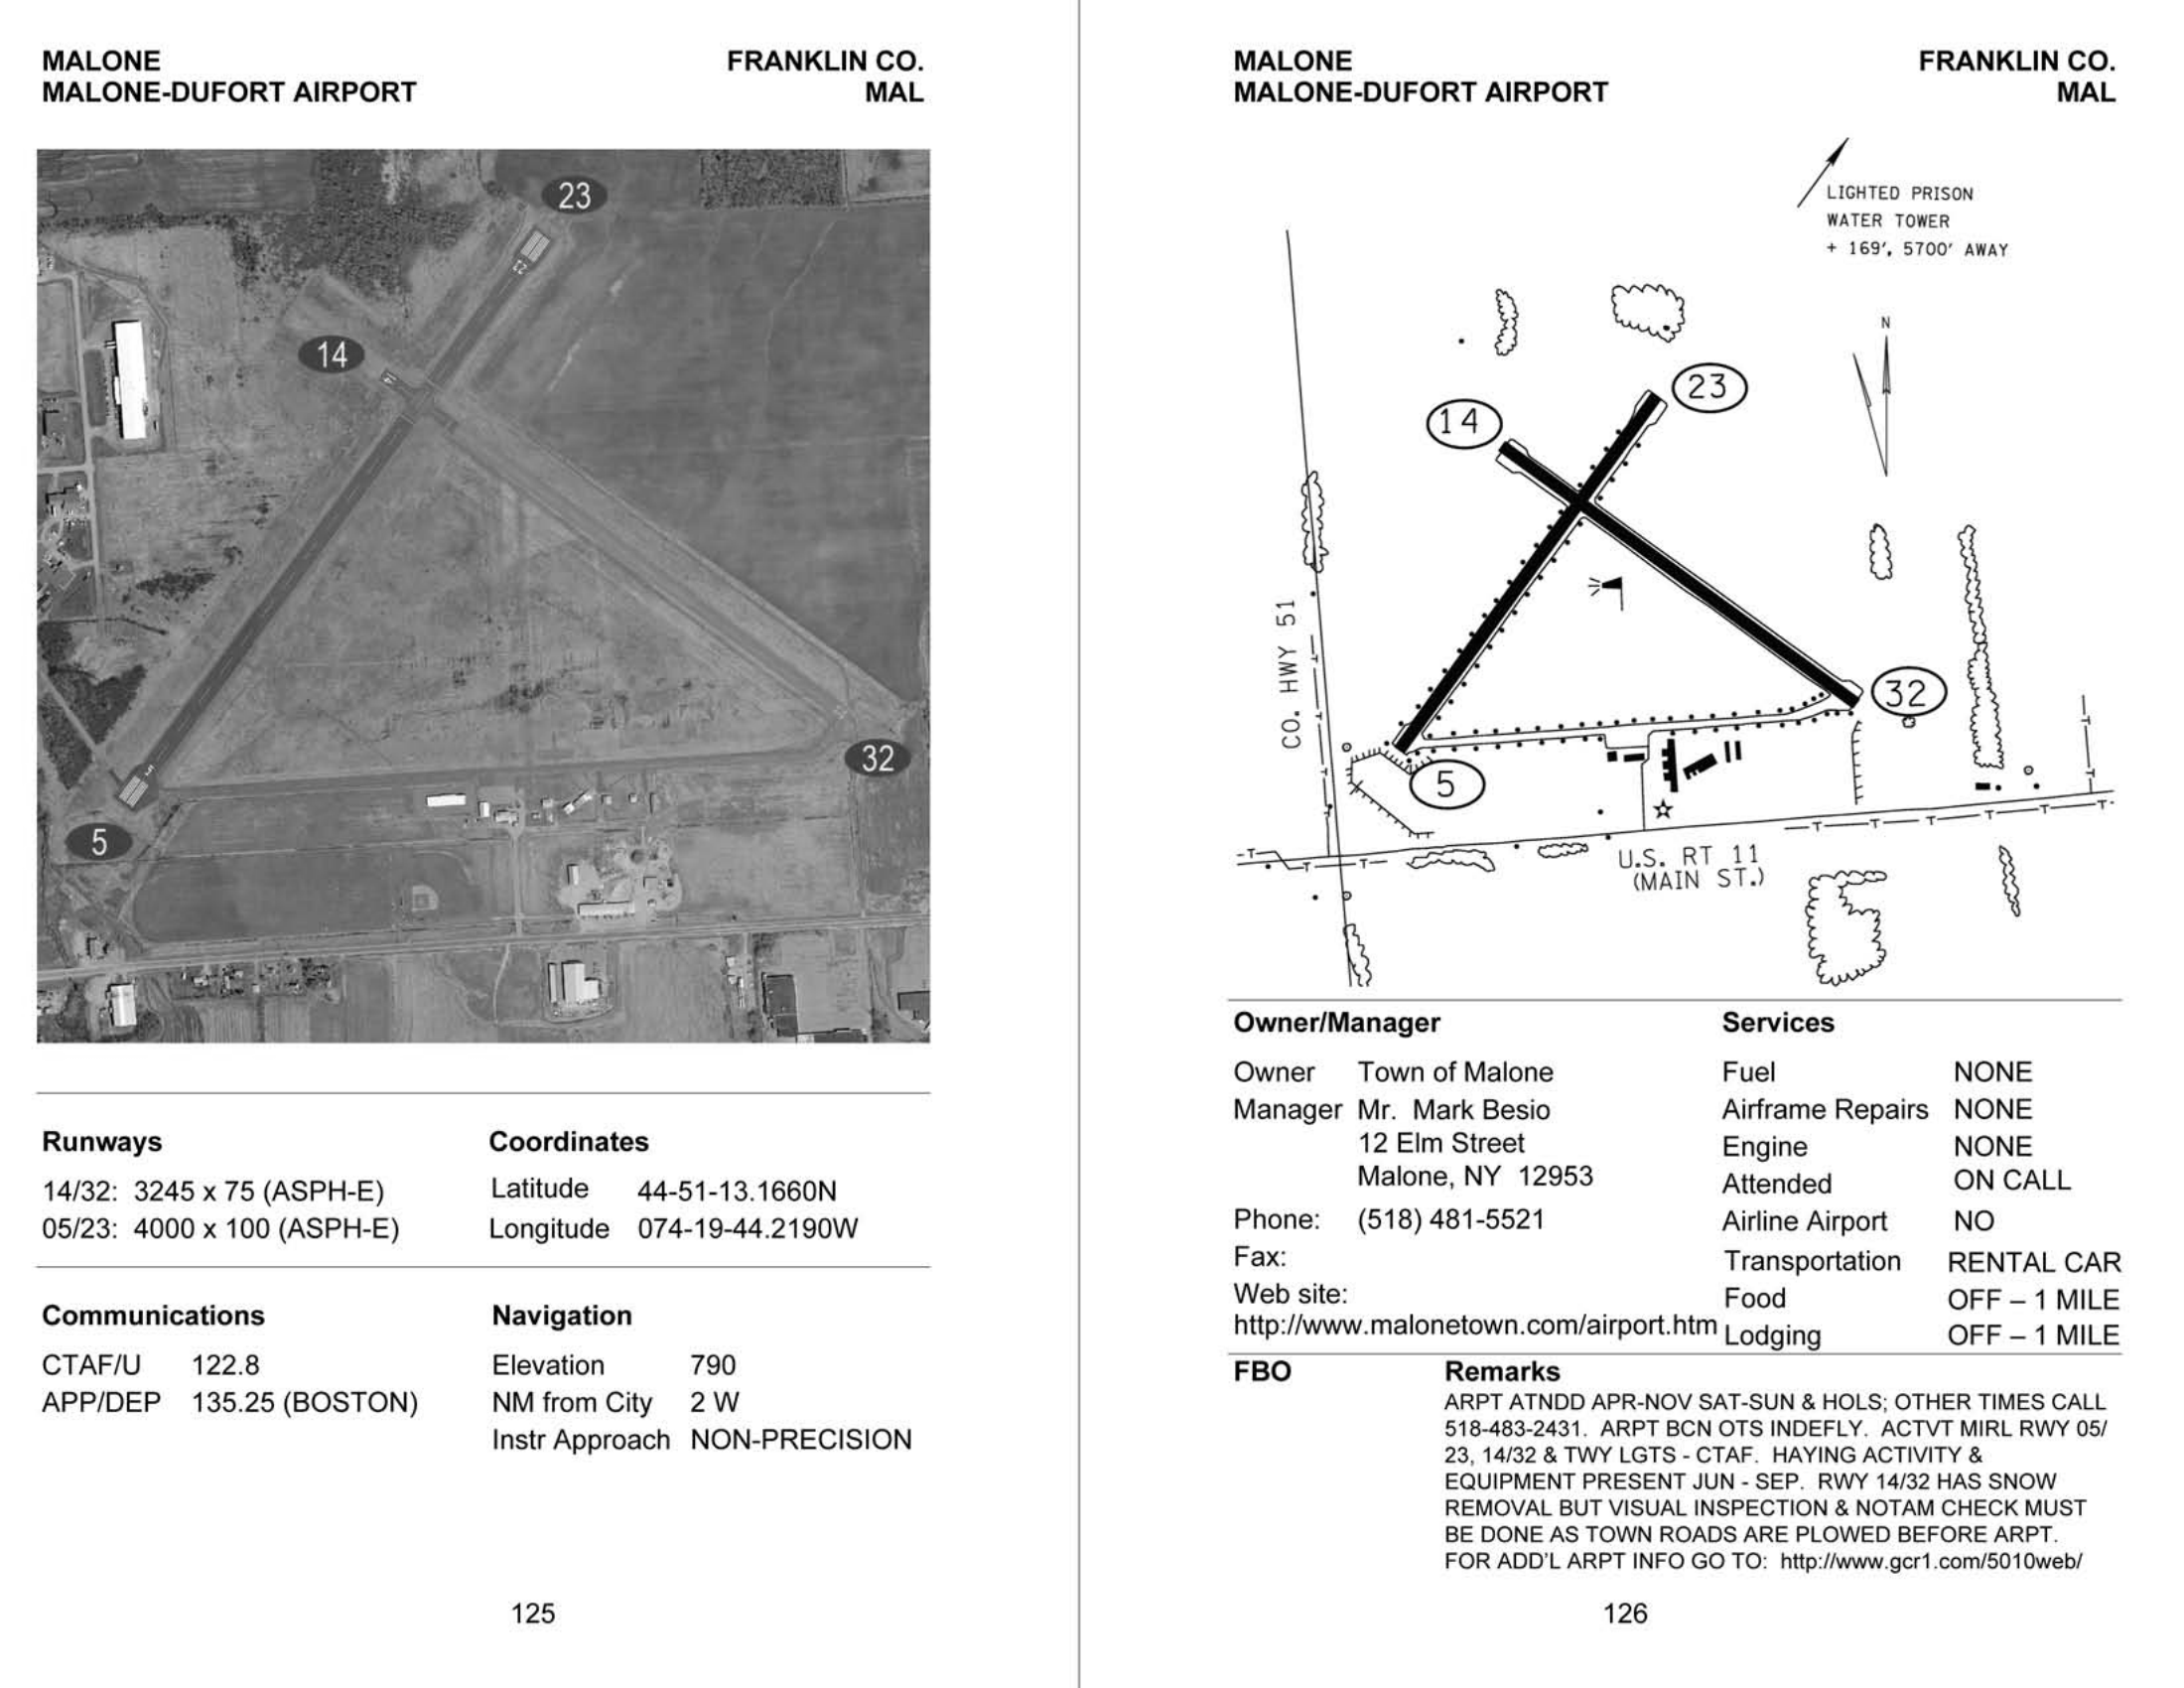 MALONE
FRANKLIN CO.
MALONE-DUFORT AIRPORT
MAL
23
23
14
14
32
5
5
Runways
14/32: 3245 x 75 (ASPH-E)
05/23: 4000 x 100 (ASPH-E)
Coordinates
Latitude 44-51-13.1660N
Longitude 074-19-44.2190W
Communications
CTAF/U 122.8
APP/DEP 135.25 (BOSTON)
Navigation
Elevation 790
NM from City 2 W
Instr Approach NON-PRECISION
125
MALONE
FRANKLIN CO.
MALONE-DUFORT AIRPORT
MAL
LIGHTED PRISON
WATER TOWER
+ 169', 5700' AWAY
N
23
14
CO. HWY 51
32
5
U.S. RT 11
(MAIN ST.)
T
T
T
T
T
T
T
T
T
T
T
T
T
T
Owner/Manager
Owner Town of Malone
Manager Mr. Mark Besio
12 Elm Street
Malone, NY 12953
Phone: (518) 481-5521
Fax:
Web site:
http://www.malonetown.com/airport.htm
Services
Fuel NONE
Airframe Repairs NONE
Engine NONE
Attended ON CALL
Airline Airport NO
Transportation RENTAL CAR
Food OFF – 1 MILE
Lodging OFF – 1 MILE
FBO
Remarks
ARPT ATNDD APR-NOV SAT-SUN & HOLS; OTHER TIMES CALL
518-483-2431. ARPT BCN OTS INDEFLY. ACTVT MIRL RWY 05/
23, 14/32 & TWY LGTS - CTAF. HAYING ACTIVITY &
EQUIPMENT PRESENT JUN - SEP. RWY 14/32 HAS SNOW
REMOVAL BUT VISUAL INSPECTION & NOTAM CHECK MUST
BE DONE AS TOWN ROADS ARE PLOWED BEFORE ARPT.
FOR ADD'L ARPT INFO GO TO: http://www.gcr1.com/5010web/
126